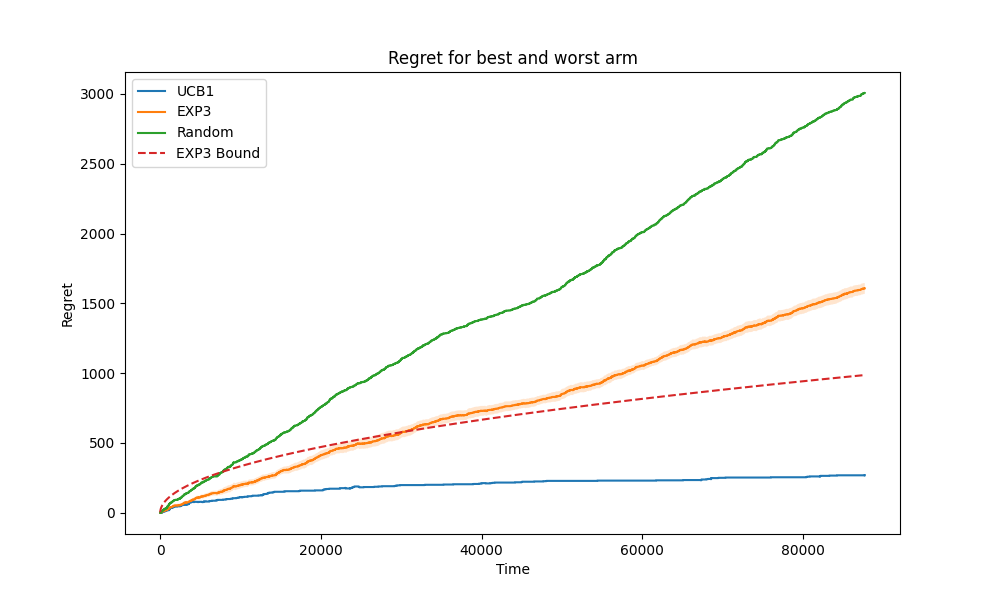 Regret for best and worst arm
UCB1
EXP3
Random
EXP3 Bound
3000
2500
2000
1500
1000
500
0
Regret
0 20000 40000 60000 80000
Time